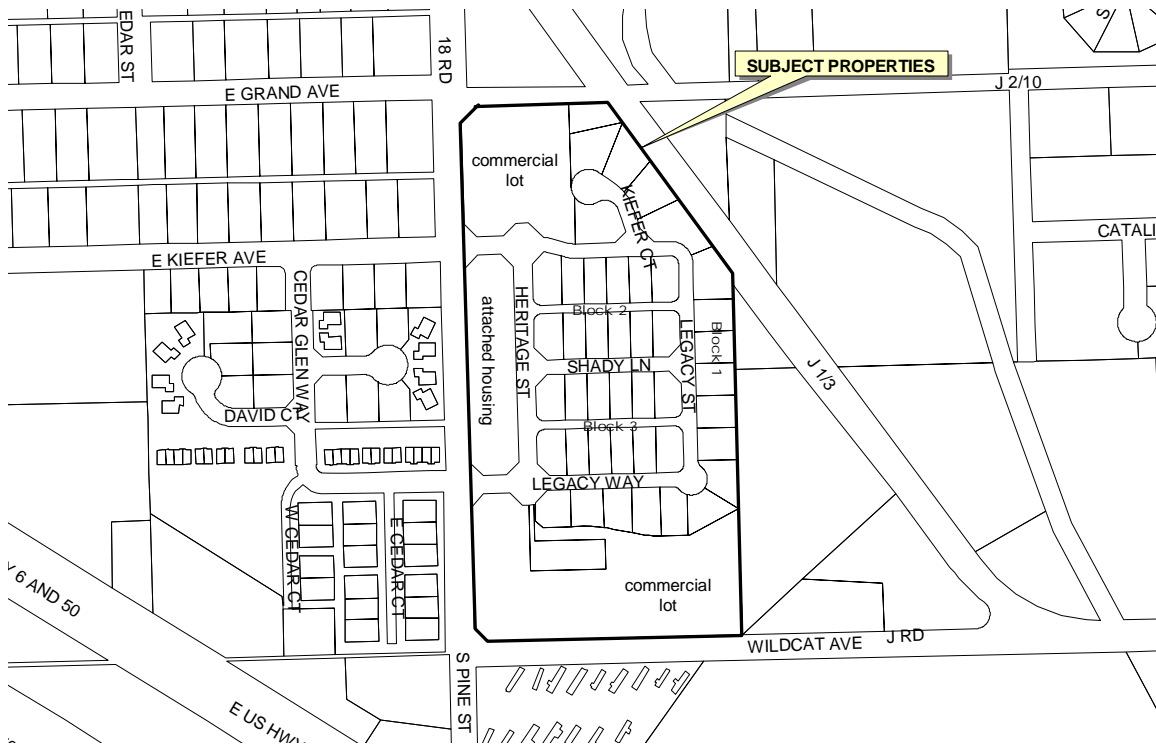 EDAR ST
18 RD
S
SUBJECT PROPERTIES
E GRAND AVE
J 2/10
commercial
lot
KIEFER CT
CATALI
E KIEFER AVE
CEDAR GLEN WAY
HERITAGE ST
attached housing
Block 2
LEGACY ST
Block 1
SHADY LN
J 1/3
DAVID CT
Block 3
LEGACY WAY
W CEDAR CT
E CEDAR CT
Y 6 AND 50
commercial
lot
WILDCAT AVE
J RD
S PINE ST
E US HWY